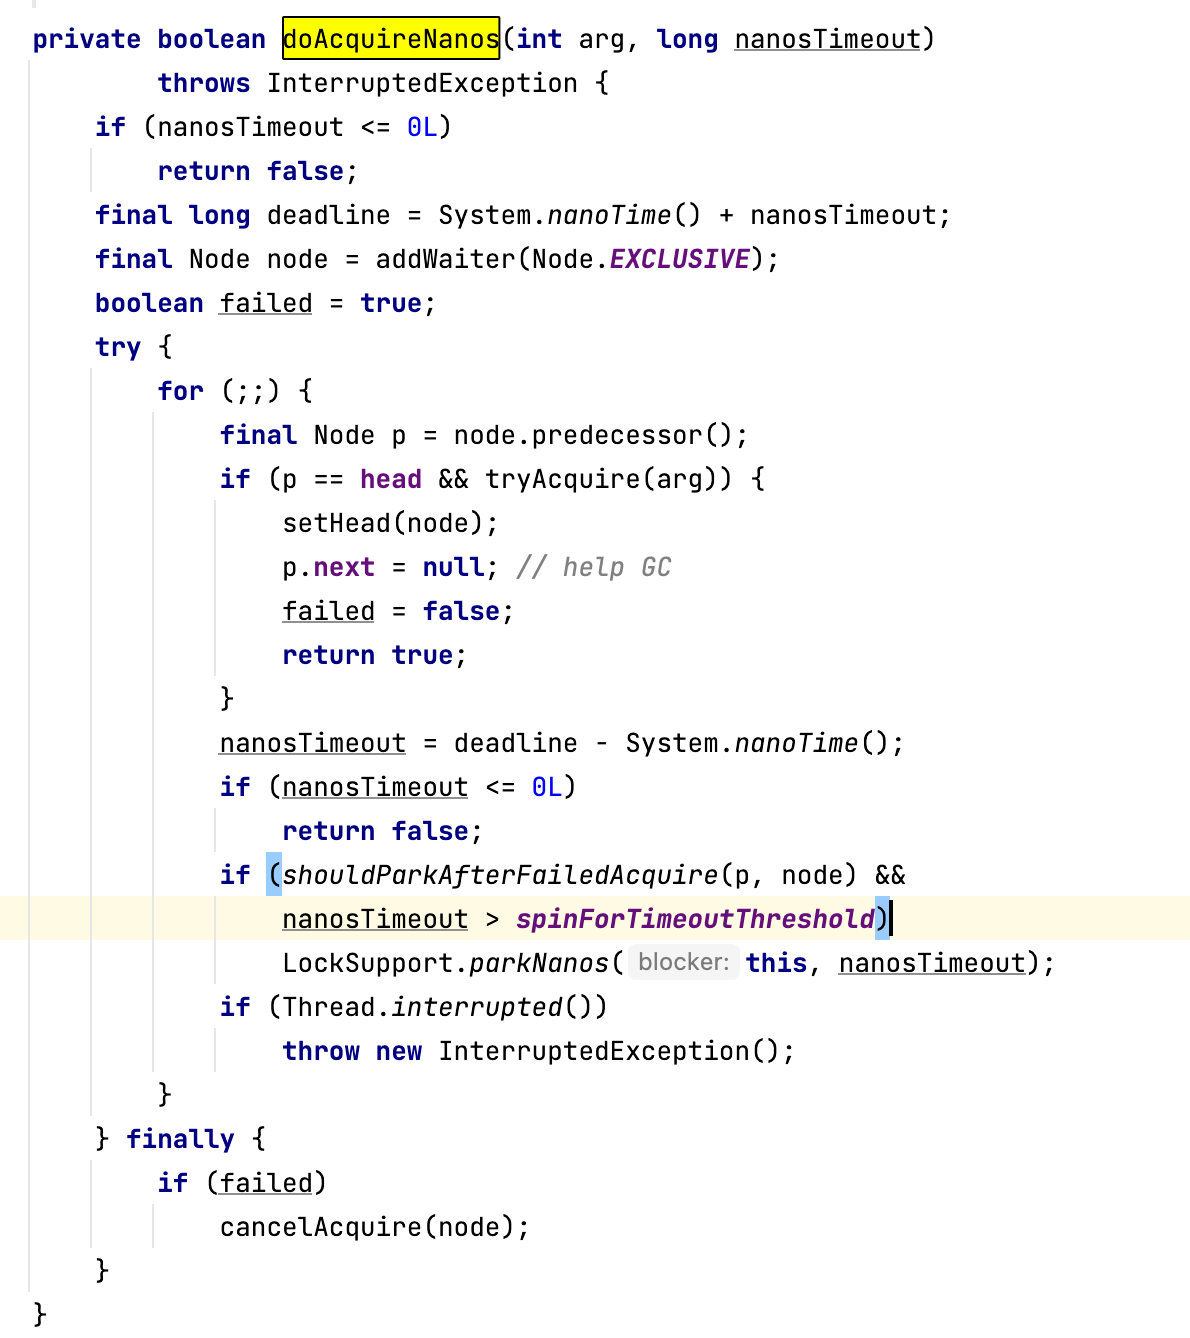 private boolean doAcquireNanos(int arg, long nanosTimeout)
        throws InterruptedException {
    if (nanosTimeout <= 0L)
        return false;
    final long deadline = System.nanoTime() + nanosTimeout;
    final Node node = addWaiter(Node.EXCLUSIVE);
    boolean failed = true;
    try {
        for (;;) {
            final Node p = node.predecessor();
            if (p == head && tryAcquire(arg)) {
                setHead(node);
                p.next = null; // help GC
                failed = false;
                return true;
            }
            nanosTimeout = deadline - System.nanoTime();
            if (nanosTimeout <= 0L)
                return false;
            if (shouldParkAfterFailedAcquire(p, node) &&
                nanosTimeout > spinForTimeoutThreshold)
                LockSupport.parkNanos( blocker: this, nanosTimeout);
            if (Thread.interrupted())
                throw new InterruptedException();
        }
    } finally {
        if (failed)
            cancelAcquire(node);
    }
}